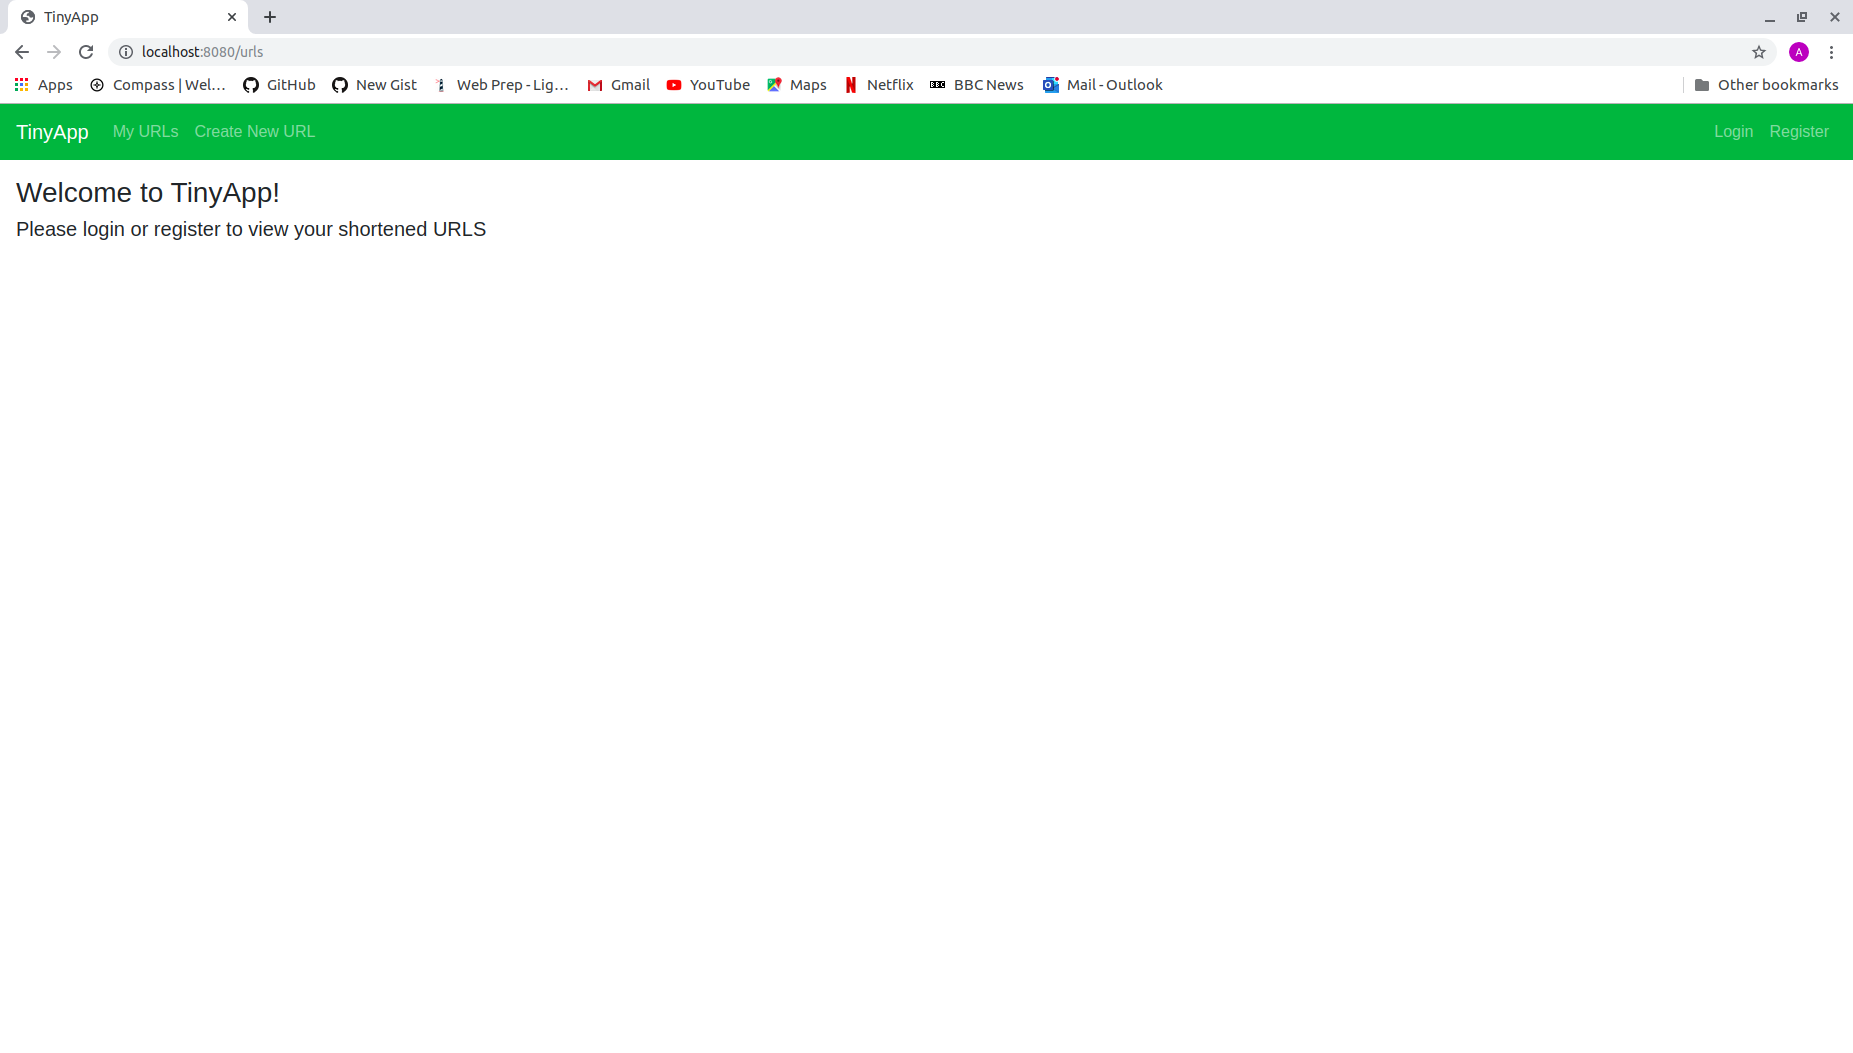 TinyApp
localhost:8080/urls
A
Apps Compass | Wel... GitHub New Gist Web Prep - Lig... Gmail YouTube Maps Netflix BBC BBC News Mail - Outlook Other bookmarks
TinyApp My URLs Create New URL Login Register
Welcome to TinyApp!
Please login or register to view your shortened URLS